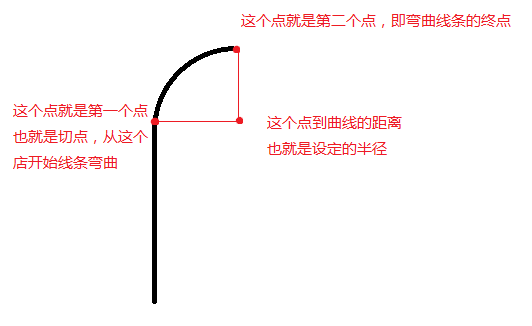 这个点就是第二个点，即弯曲线条的终点
这个点就是第一个点
也就是切点，从这个
店开始线条弯曲
这个点到曲线的距离
也就是设定的半径